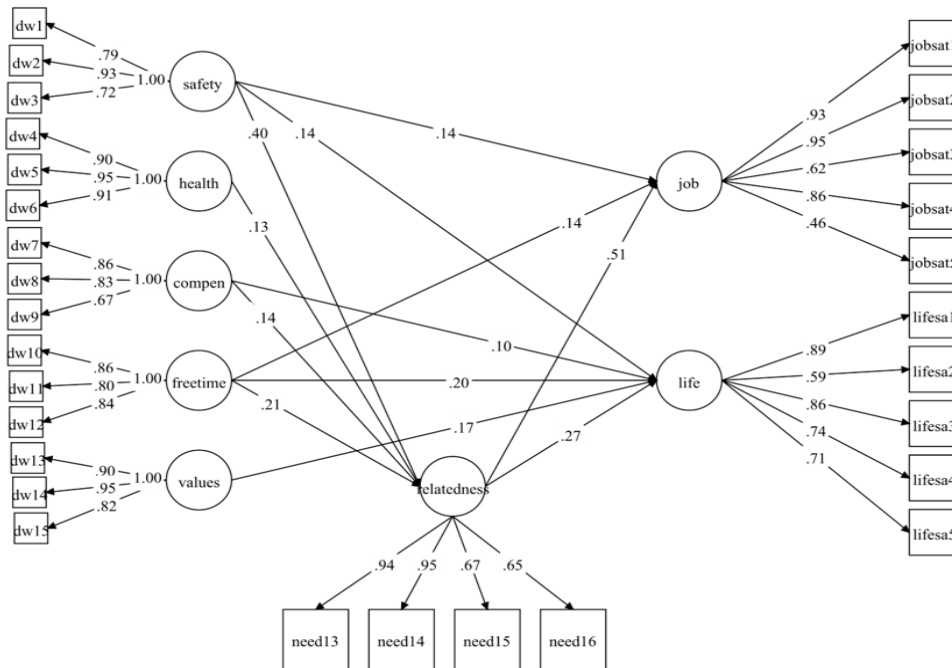 dw1
.79
dw2
.93
1.00
dw3
.72
safety
dw4
.90
dw5
.95
1.00
dw6
.91
health
dw7
.86
dw8
.83
1.00
dw9
.67
compen
dw10
.86
dw11
.80
1.00
dw12
.84
freetime
dw13
.90
dw14
.95
1.00
dw15
.82
values
.40
.14
.14
.13
.14
.14
.51
.10
.20
.21
.17
.27
relatedness
job
life
.93
jobsat1
.95
jobsat2
.62
jobsat3
.86
jobsat4
.46
jobsat5
.89
lifesa1
.59
lifesa2
.86
lifesa3
.74
lifesa4
.71
lifesa5
.94
.95
.67
.65
need13
need14
need15
need16